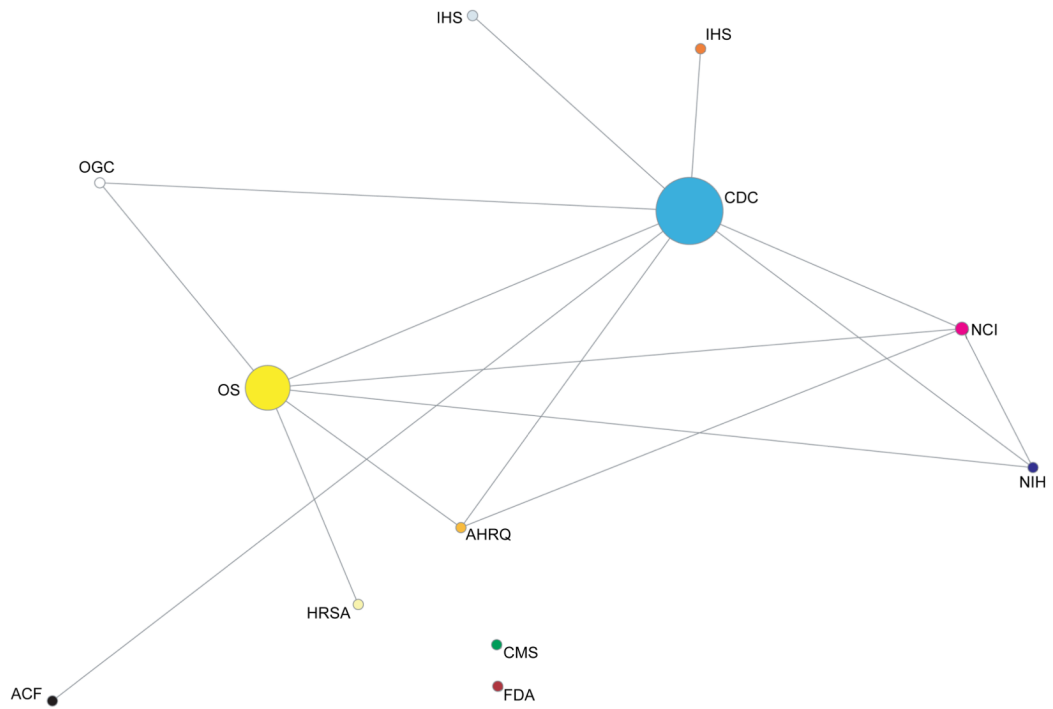 IHS
IHS
OGC
CDC
NCI
OS
NIH
AHRQ
HRSA
CMS
ACF
FDA